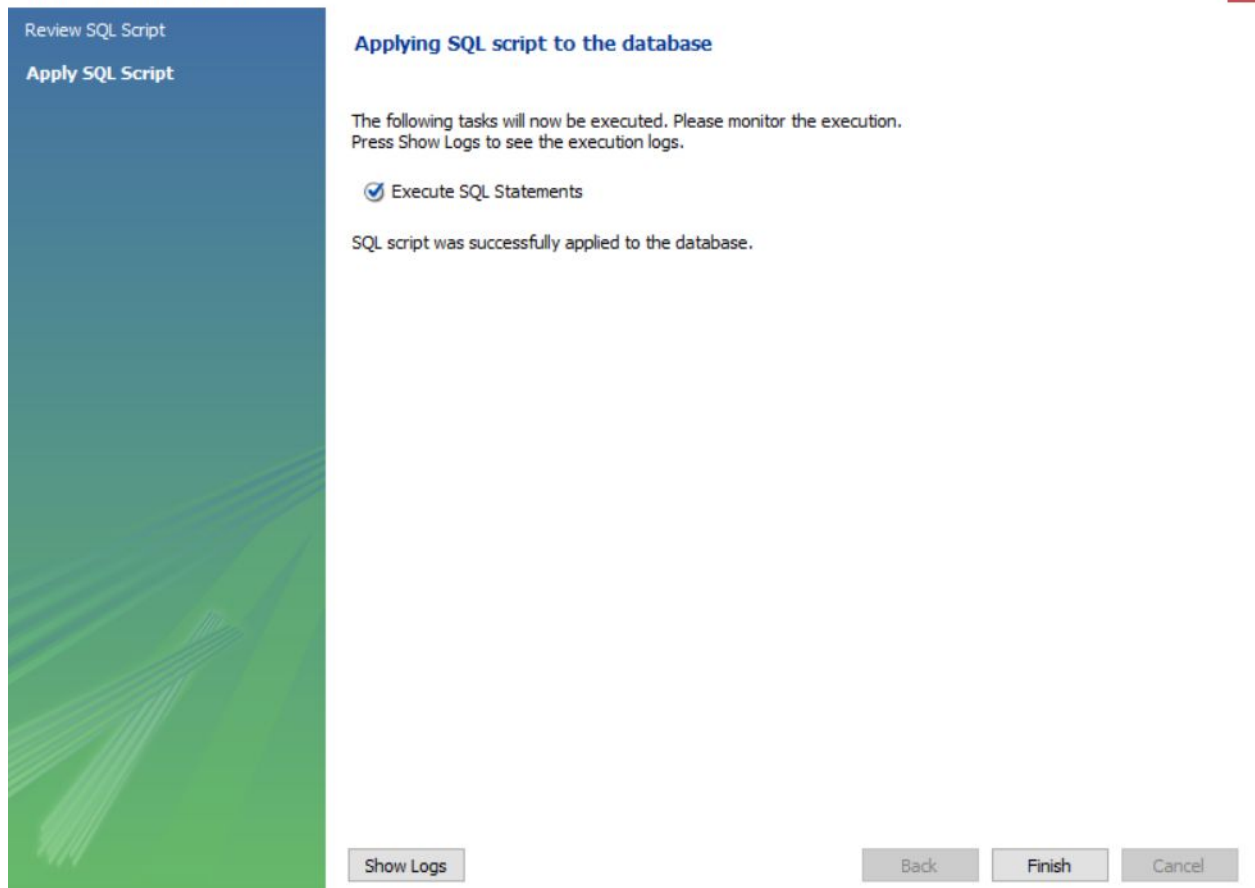 Review SQL Script
Apply SQL Script
Applying SQL script to the database
The following tasks will now be executed. Please monitor the execution.
Press Show Logs to see the execution logs.
Execute SQL Statements
SQL script was successfully applied to the database.
Show Logs
Back
Finish
Cancel